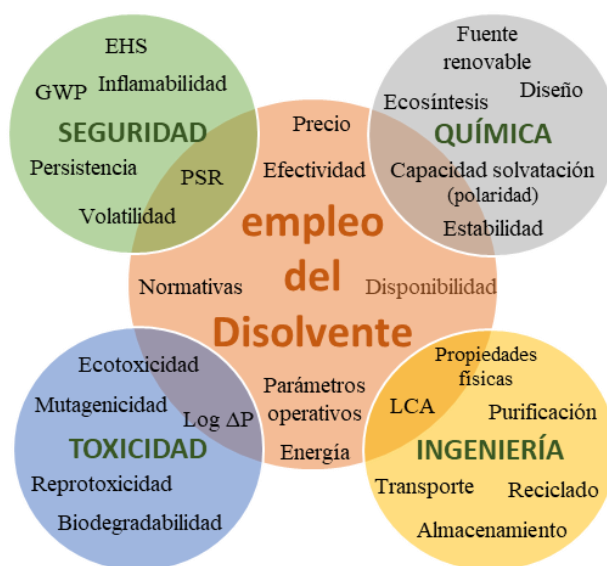 EHS
GWP
Inflamabilidad
SEGURIDAD
Persistencia
PSR
Volatilidad
Fuente
renovable
Ecosíntesis
Diseño
QUÍMICA
Capacidad solvatación
(polaridad)
Estabilidad
Precio
Efectividad
empleo
del
Disolvente
Normativas
Disponibilidad
Parámetros
operativos
Energía
Ecotoxicidad
Mutagenicidad
Log ΔP
TOXICIDAD
Reprotoxicidad
Biodegradabilidad
Propiedades
físicas
LCA
Purificación
INGENIERÍA
Transporte
Reciclado
Almacenamiento